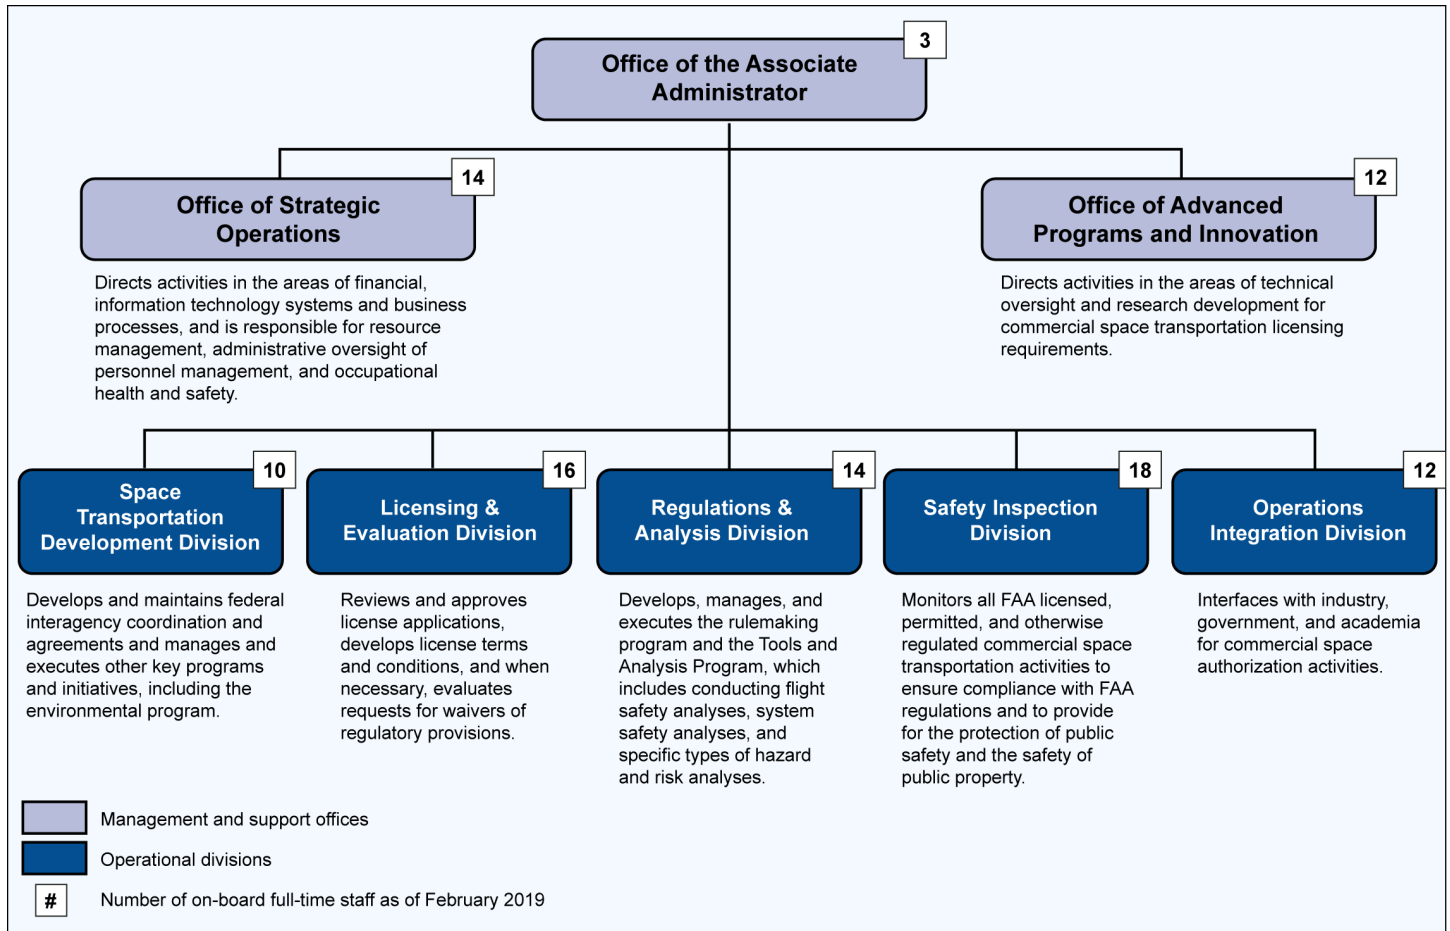 3
Office of the Associate
Administrator
14
Office of Strategic
Operations
Directs activities in the areas of financial,
information technology systems and business
processes, and is responsible for resource
management, administrative oversight of
personnel management, and occupational
health and safety.
12
Office of Advanced
Programs and Innovation
Directs activities in the areas of technical
oversight and research development for
commercial space transportation licensing
requirements.
10
Space
Transportation
Development Division
Develops and maintains federal
interagency coordination and
agreements and manages and
executes other key programs
and initiatives, including the
environmental program.
16
Licensing &
Evaluation Division
Reviews and approves
license applications,
develops license terms
and conditions, and when
necessary, evaluates
requests for waivers of
regulatory provisions.
14
Regulations &
Analysis Division
Develops, manages, and
executes the rulemaking
program and the Tools and
Analysis Program, which
includes conducting flight
safety analyses, system
safety analyses, and
specific types of hazard
and risk analyses.
18
Safety Inspection
Division
Monitors all FAA licensed,
permitted, and otherwise
regulated commercial space
transportation activities to
ensure compliance with FAA
regulations and to provide
for the protection of public
safety and the safety of
public property.
12
Operations
Integration Division
Interfaces with industry,
government, and academia
for commercial space
authorization activities.
Management and support offices
Operational divisions
# Number of on-board full-time staff as of February 2019